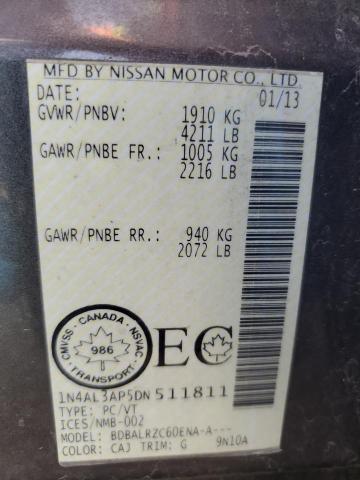 MFD BY NISSAN MOTOR CO., LTD.
DATE: 01/13
GVWR/PNBV: 1910 KG
4211 LB
GAWR/PNBE FR.: 1005 KG
2216 LB
GAWR/PNBE RR.: 940 KG
2072 LB
CANADA
CMVSS NSVAC
986
TRANSPORT
EC
1N4AL3AP5DN511811
TYPE: PC/VT
ICES/NMB-002
MODEL: BDBALRZC60ENA-A---
COLOR: CAJ TRIM: G 9N10A